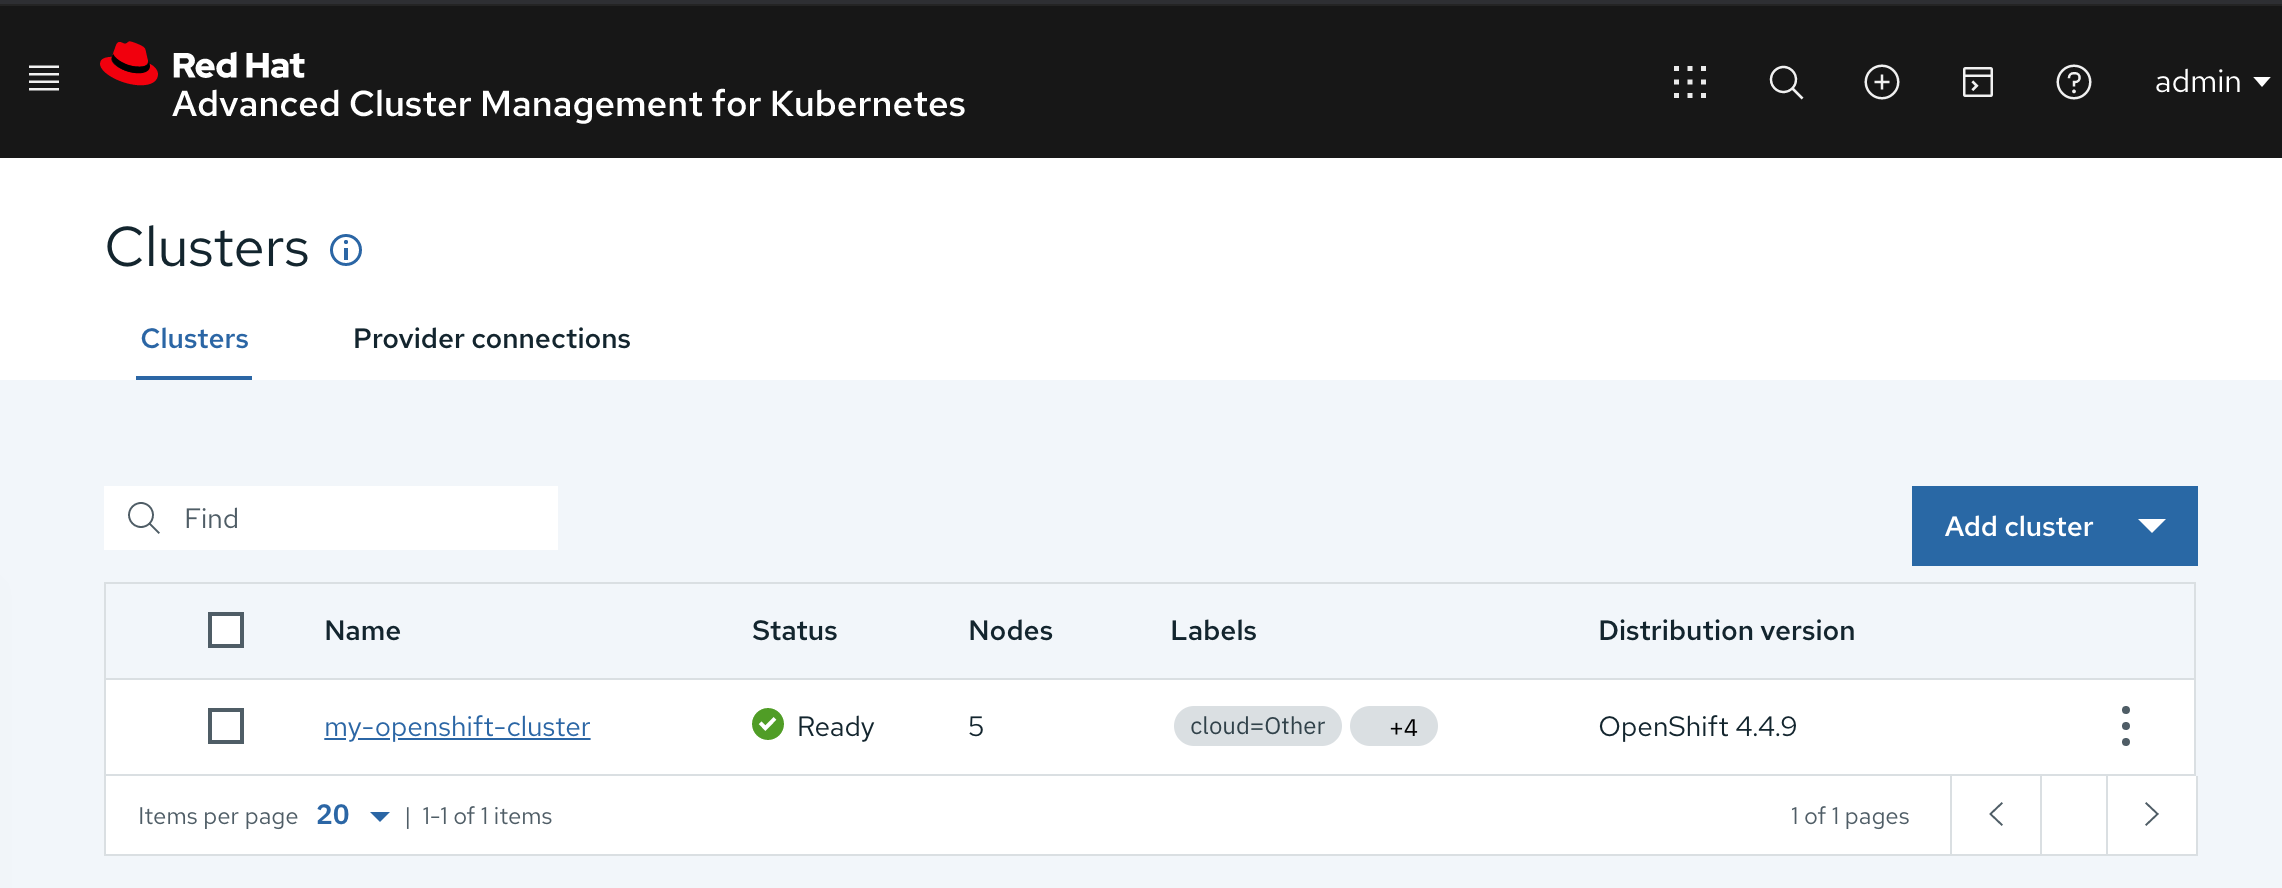 Red Hat
Advanced Cluster Management for Kubernetes
admin
Clusters
Clusters Provider connections
Find
Add cluster
Name Status Nodes Labels Distribution version
my-openshift-cluster Ready 5 cloud=Other +4 OpenShift 4.4.9
Items per page 20 | 1-1 of 1 items 1 of 1 pages